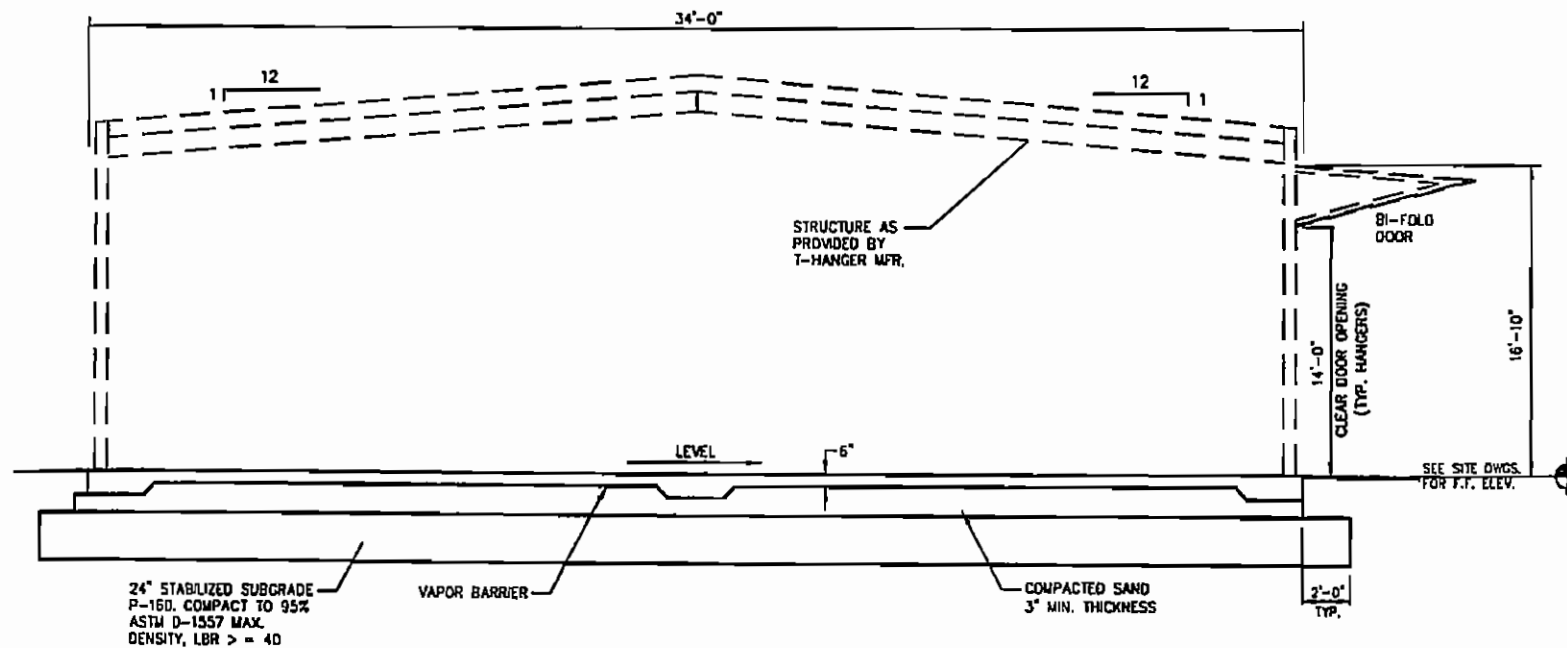 34'-0"
12
1
12
1
STRUCTURE AS
PROVIDED BY
T-HANGER MFR.
BI-FOLD
DOOR
14'-0"
CLEAR DOOR OPENING
(TYP. HANGERS)
16'-10"
LEVEL
6"
SEE SITE DWGS.
FOR F.F. ELEV.
24" STABILIZED SUBGRADE
P-160. COMPACT TO 95%
ASTM D-1557 MAX.
DENSITY, LBR > = 40
VAPOR BARRIER
COMPACTED SAND
3" MIN. THICKNESS
2'-0"
TYP.